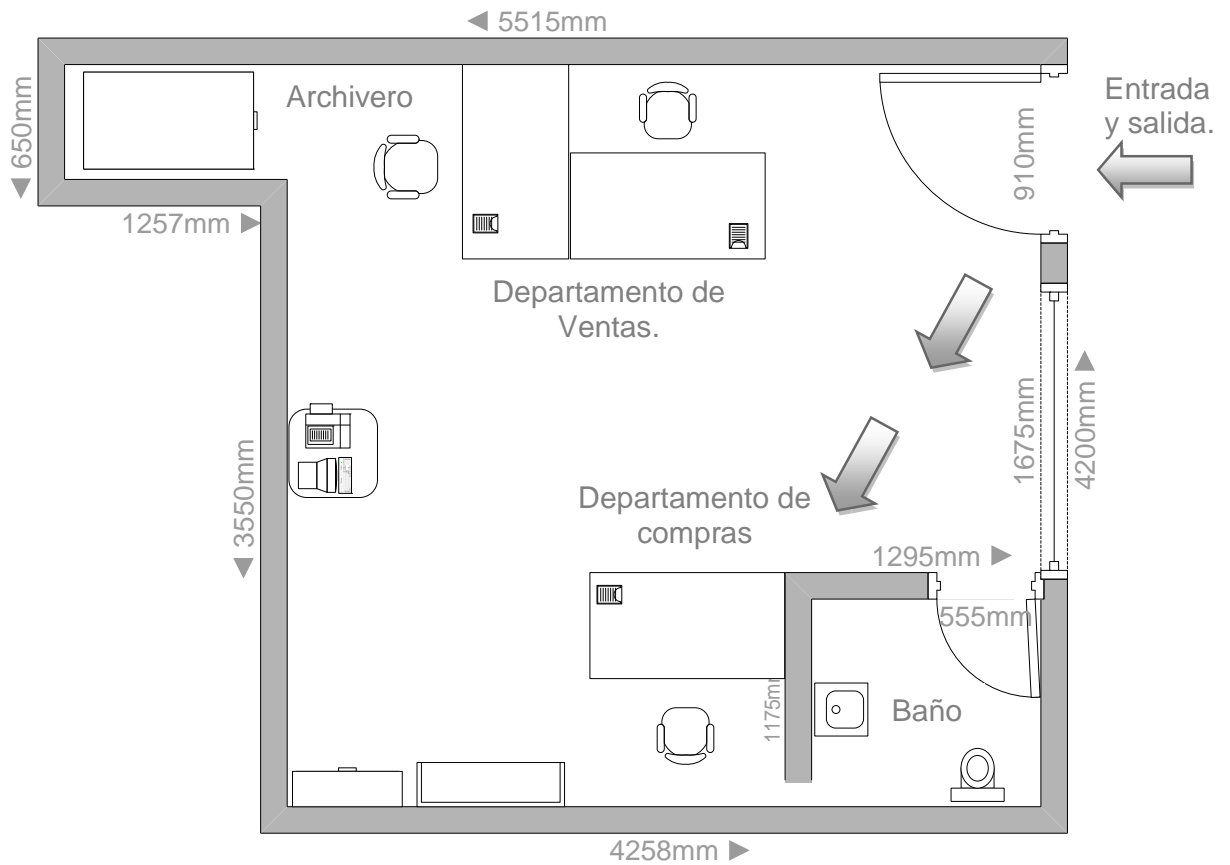 ◄ 5515mm
Archivero
Entrada
y salida.
◄ 650mm
910mm
1257mm ►
Departamento de
Ventas.
1675mm
4200mm ►
◄ 3550mm
Departamento de
compras
1295mm ►
555mm
1175mm
Baño
4258mm ►